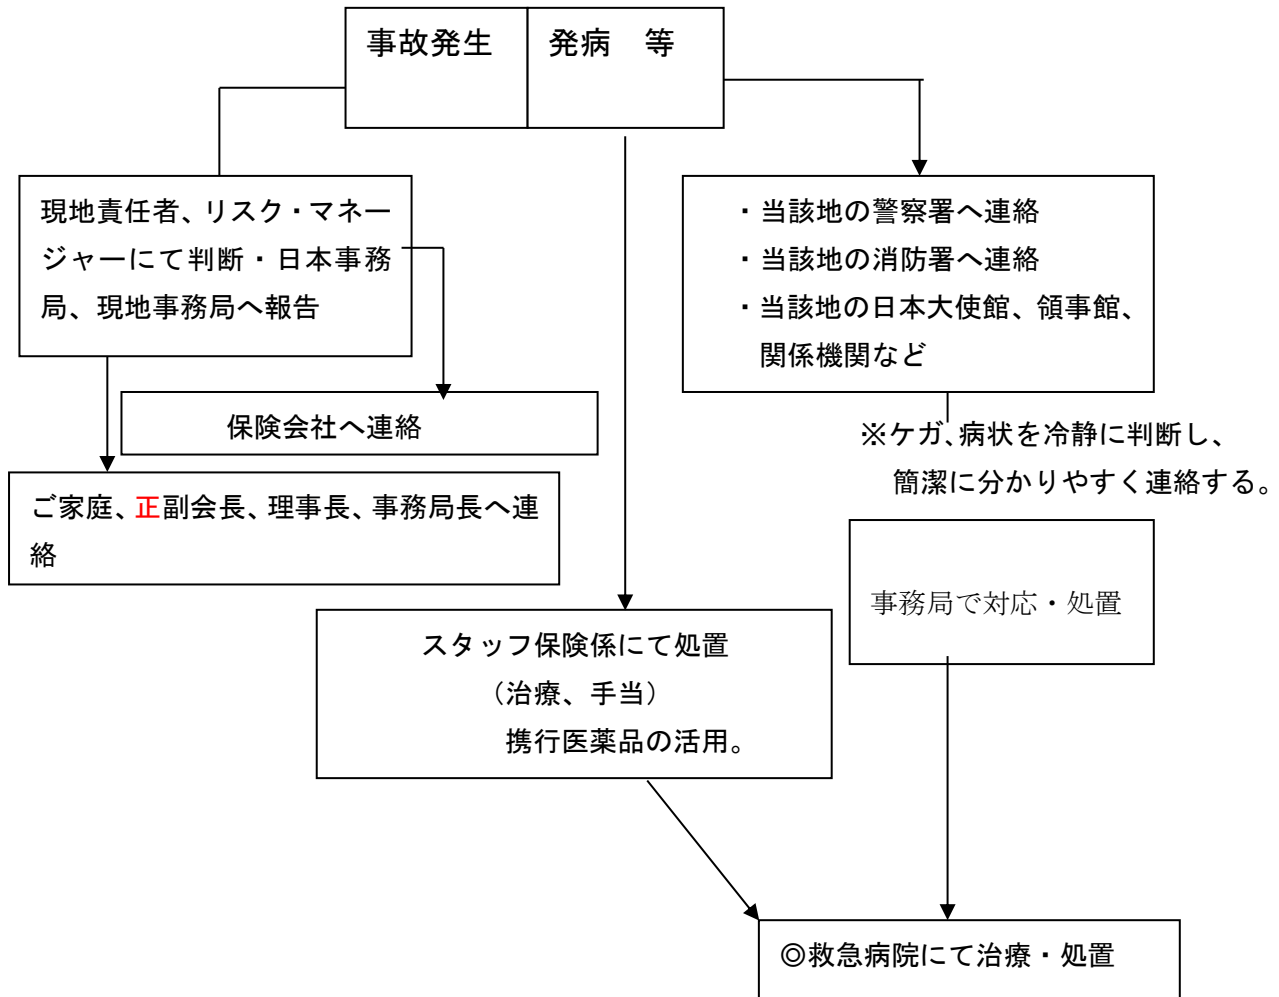 事故発生
発病　等
現地責任者、リスク・マネー
ジャーにて判断・日本事務
局、現地事務局へ報告
・当該地の警察署へ連絡
・当該地の消防署へ連絡
・当該地の日本大使館、領事館、
関係機関など
保険会社へ連絡
※ケガ、病状を冷静に判断し、
簡潔に分かりやすく連絡する。
ご家庭、正副会長、理事長、事務局長へ連
絡
事務局で対応・処置
スタッフ保険係にて処置
（治療、手当）
携行医薬品の活用。
◎救急病院にて治療・処置